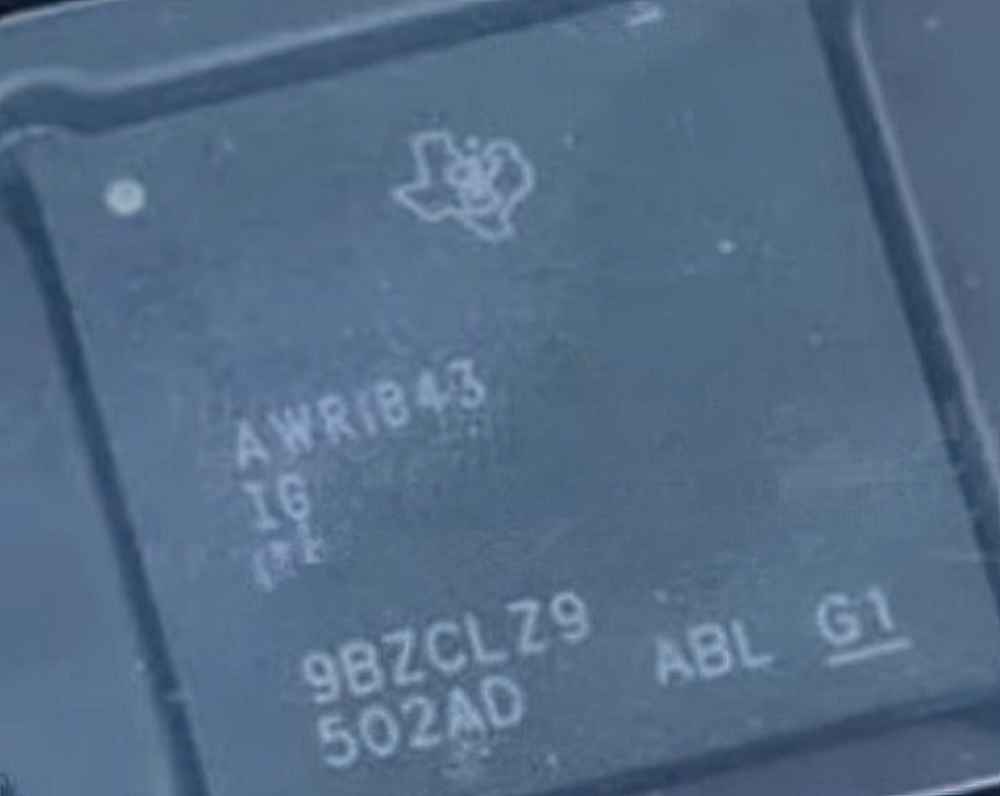 AWR1843
IG
9BZCLZ9
502AD
ABL G1